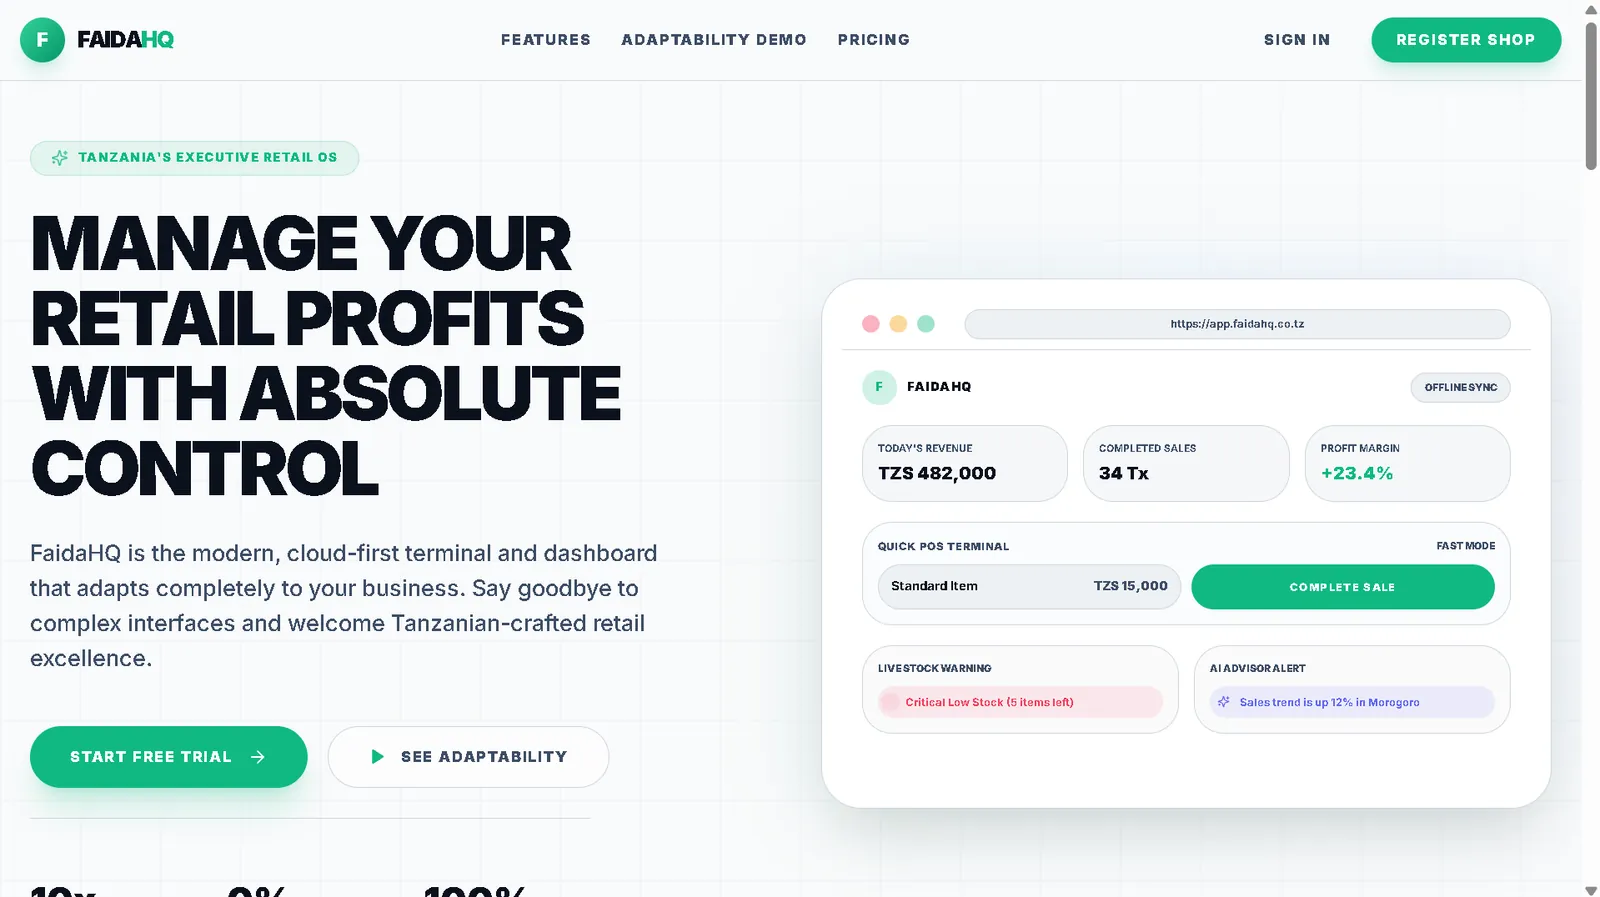 F FAIDAHQ
FEATURES
ADAPTABILITY DEMO
PRICING
SIGN IN
REGISTER SHOP
TANZANIA'S EXECUTIVE RETAIL OS
MANAGE YOUR
RETAIL PROFITS
WITH ABSOLUTE
CONTROL
FaidaHQ is the modern, cloud-first terminal and dashboard
that adapts completely to your business. Say goodbye to
complex interfaces and welcome Tanzanian-crafted retail
excellence.
START FREE TRIAL
SEE ADAPTABILITY
https://app.faidahq.co.tz
F FAIDAHQ
OFFLINE SYNC
TODAY'S REVENUE
TZS 482,000
COMPLETED SALES
34 Tx
PROFIT MARGIN
+23.4%
QUICK POS TERMINAL
FAST MODE
Standard Item
TZS 15,000
COMPLETE SALE
LIVE STOCK WARNING
Critical Low Stock (5 items left)
AI ADVISOR ALERT
Sales trend is up 12% in Morogoro